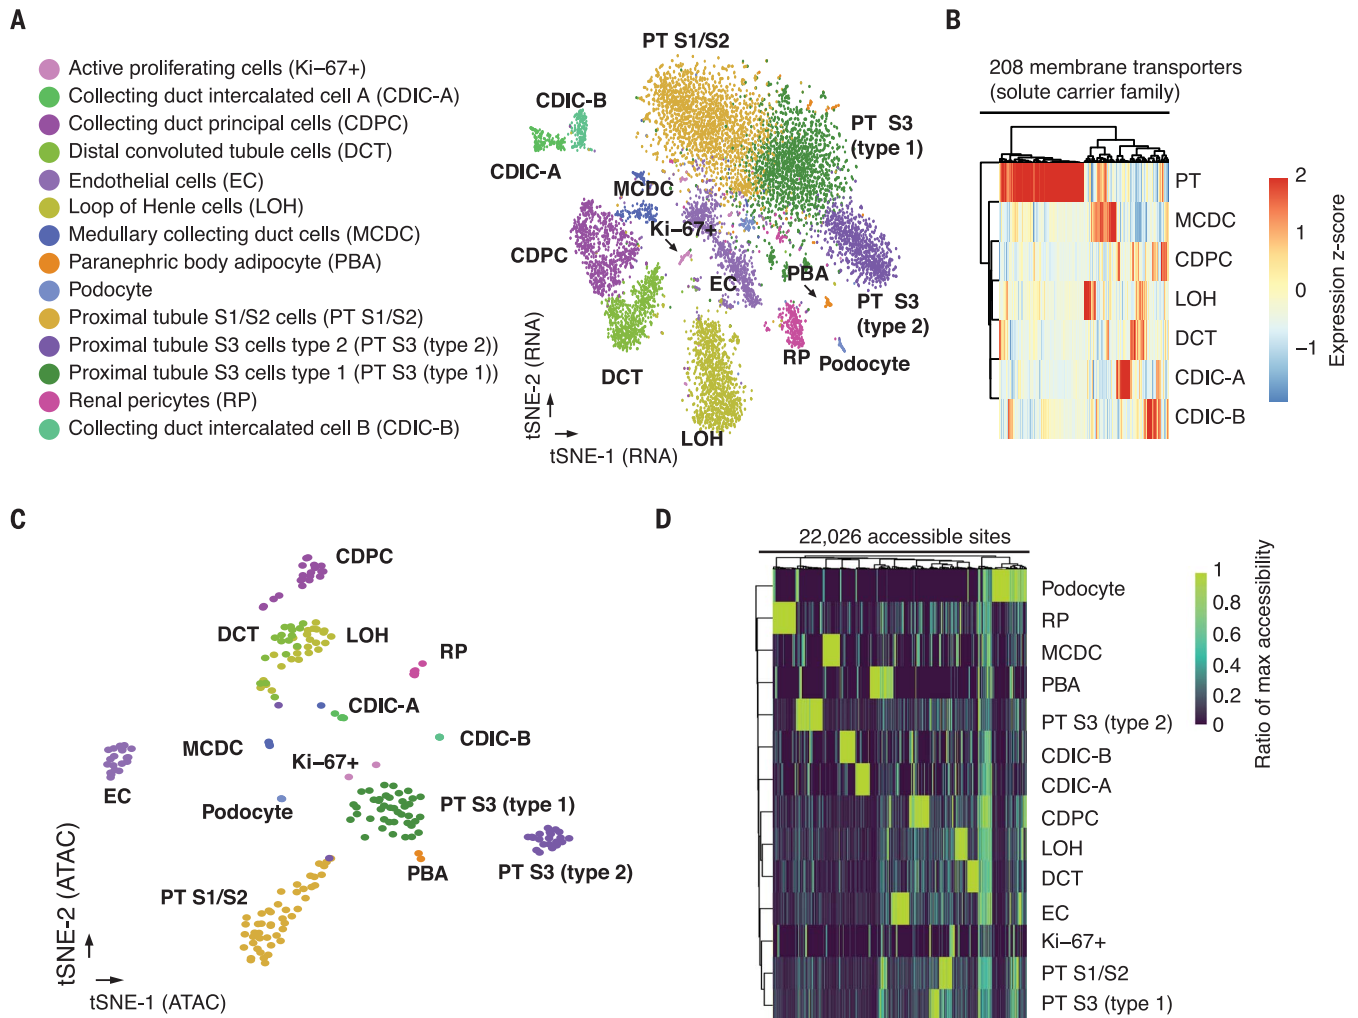 A
Active proliferating cells (Ki–67+)
Collecting duct intercalated cell A (CDIC-A)
Collecting duct principal cells (CDPC)
Distal convoluted tubule cells (DCT)
Endothelial cells (EC)
Loop of Henle cells (LOH)
Medullary collecting duct cells (MCDC)
Paranephric body adipocyte (PBA)
Podocyte
Proximal tubule S1/S2 cells (PT S1/S2)
Proximal tubule S3 cells type 2 (PT S3 (type 2))
Proximal tubule S3 cells type 1 (PT S3 (type 1))
Renal pericytes (RP)
Collecting duct intercalated cell B (CDIC-B)
PT S1/S2
CDIC-B
PT S3
(type 1)
CDIC-A
MCDC
Ki–67+
CDPC
EC
PBA
PT S3
(type 2)
RP
Podocyte
DCT
LOH
tSNE-2 (RNA)
tSNE-1 (RNA)
B
208 membrane transporters
(solute carrier family)
PT
MCDC
CDPC
LOH
DCT
CDIC-A
CDIC-B
2
1
0
−1
Expression z-score
C
CDPC
DCT
LOH
RP
CDIC-A
MCDC
CDIC-B
Ki–67+
EC
Podocyte
PT S3 (type 1)
PBA
PT S3 (type 2)
PT S1/S2
tSNE-2 (ATAC)
tSNE-1 (ATAC)
D
22,026 accessible sites
Podocyte
RP
MCDC
PBA
PT S3 (type 2)
CDIC-B
CDIC-A
CDPC
LOH
DCT
EC
Ki–67+
PT S1/S2
PT S3 (type 1)
1
0.8
0.6
0.4
0.2
0
Ratio of max accessibility